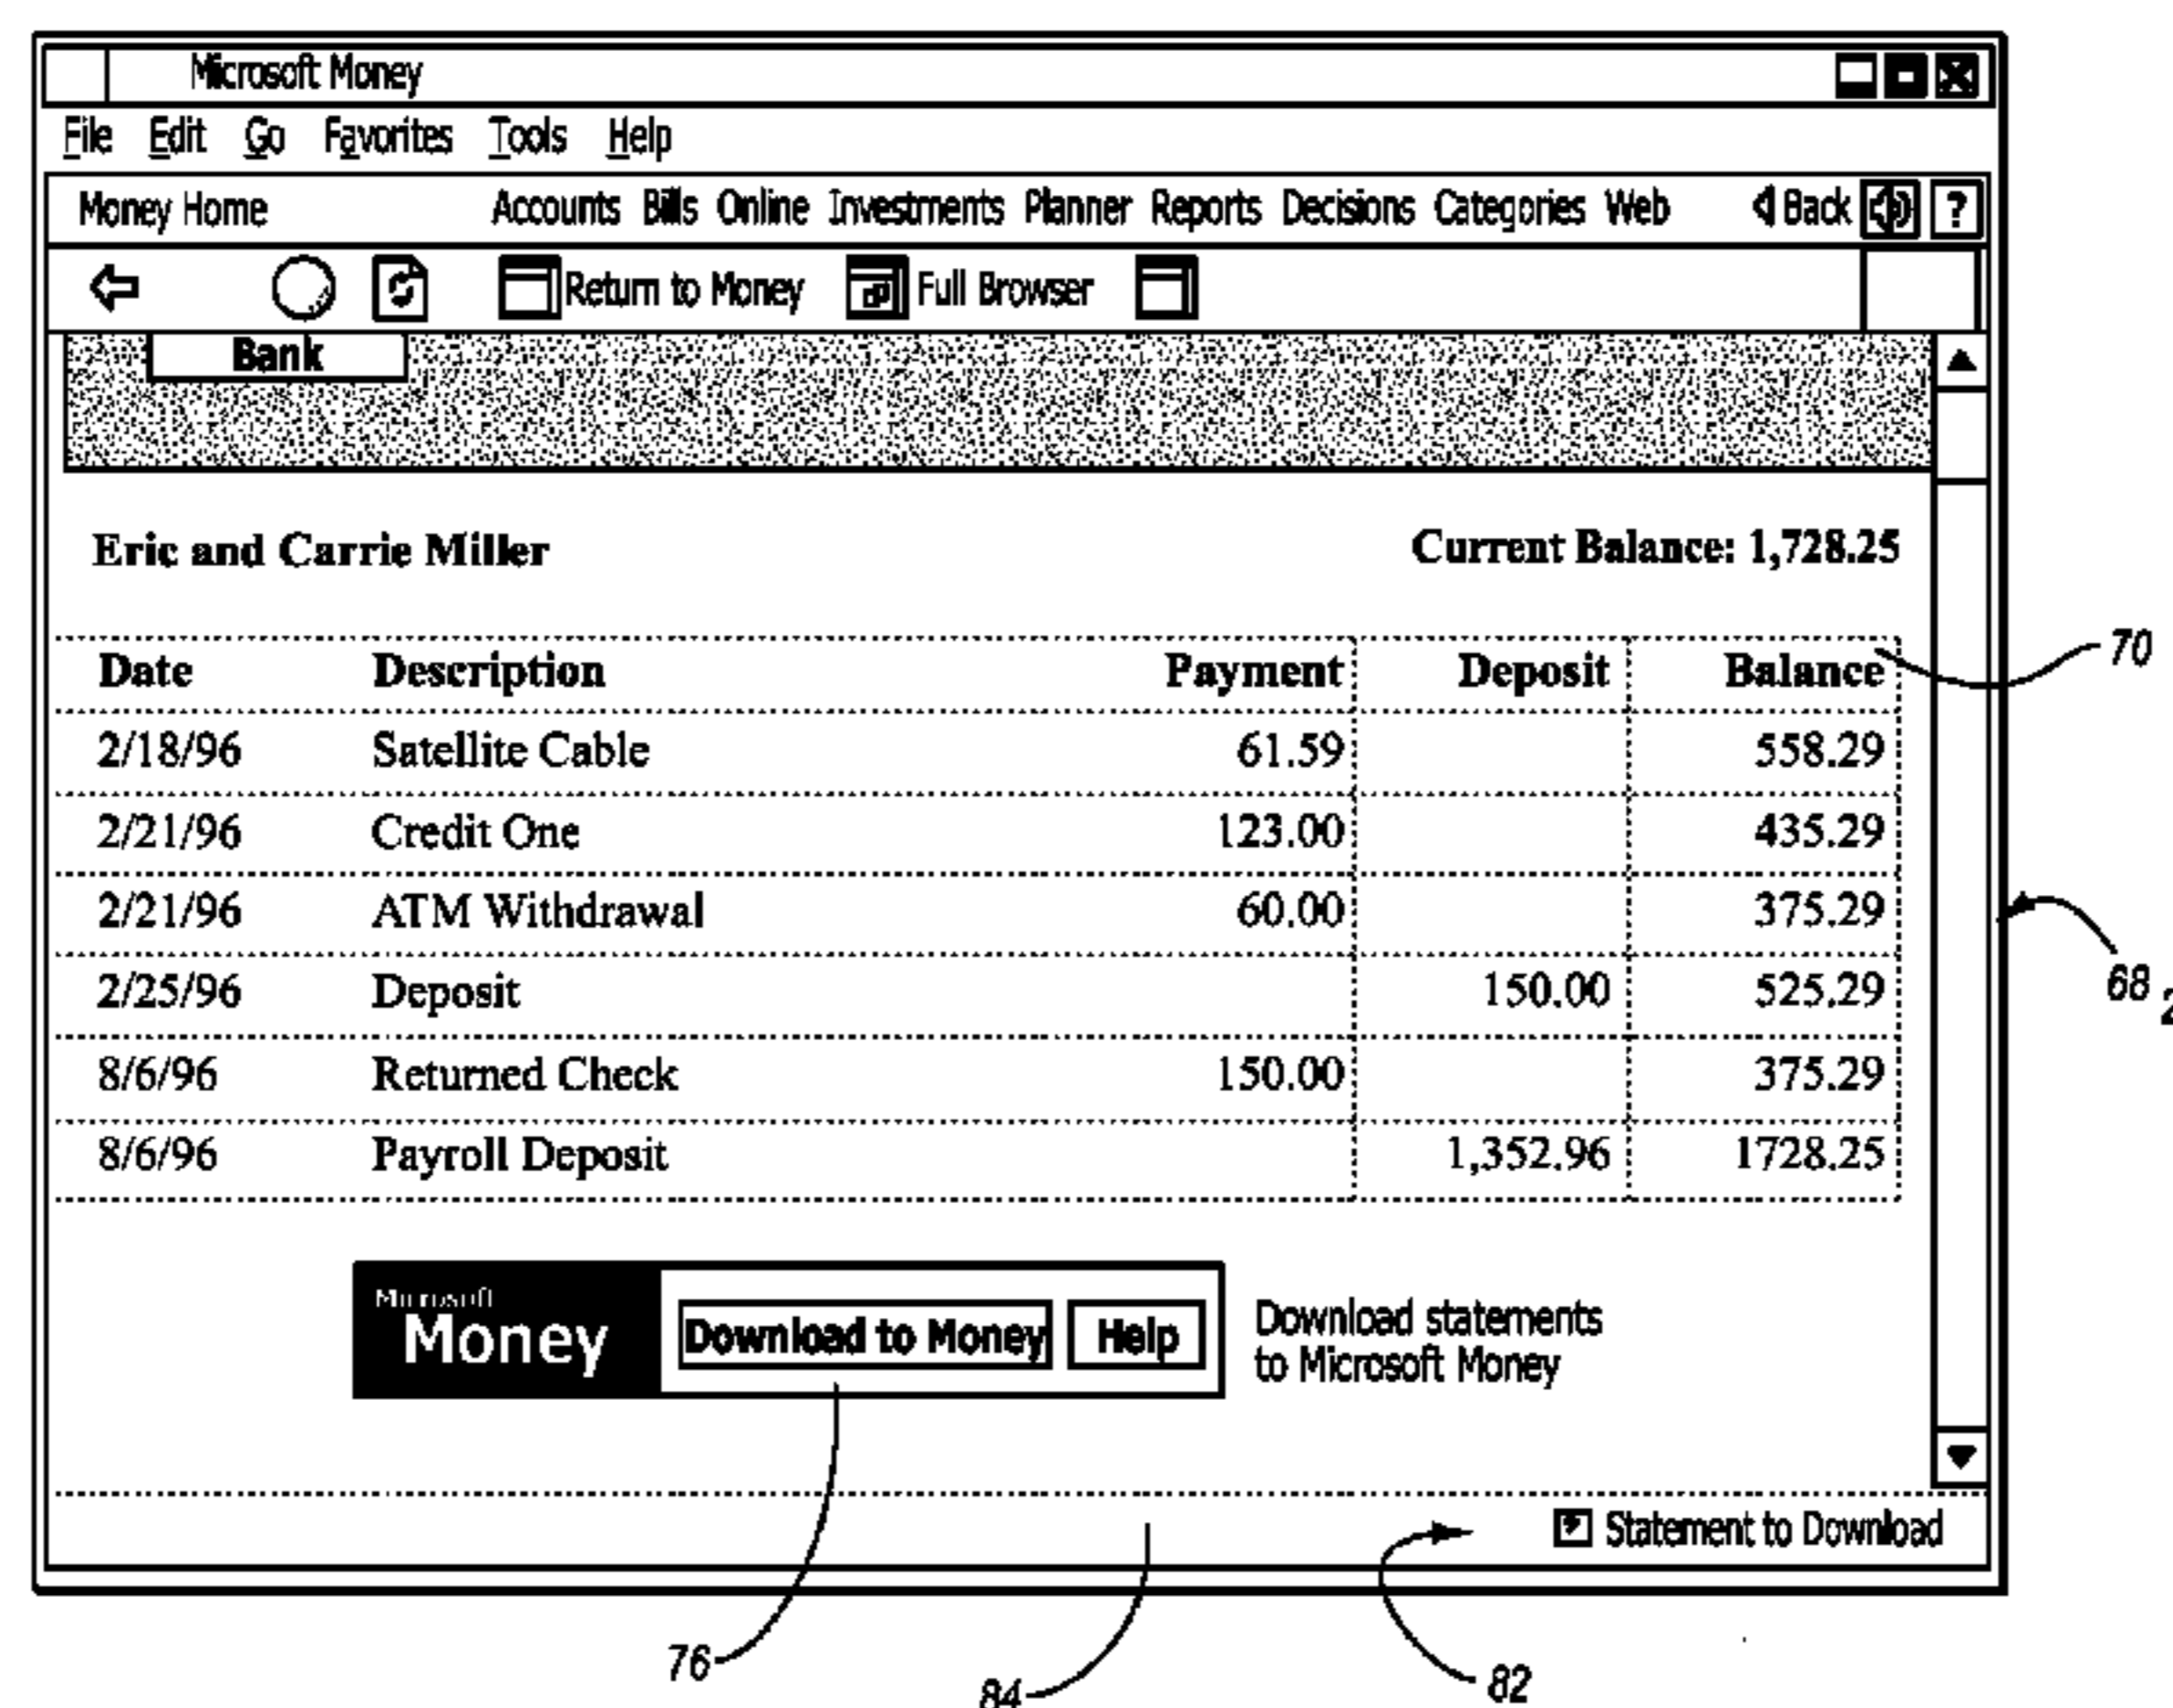 Microsoft Money
File Edit Go Favorites Tools Help
Money Home Accounts Bills Online Investments Planner Reports Decisions Categories Web Back ?
Return to Money Full Browser
Bank
Eric and Carrie Miller Current Balance: 1,728.25
Date Description Payment Deposit Balance
70
2/18/96 Satellite Cable 61.59 558.29
2/21/96 Credit One 123.00 435.29
2/21/96 ATM Withdrawal 60.00 375.29
2/25/96 Deposit 150.00 525.29
68
8/6/96 Returned Check 150.00 375.29
8/6/96 Payroll Deposit 1,352.96 1728.25
Microsoft
Money
Download to Money Help
Download statements
to Microsoft Money
Statement to Download
76
84
82